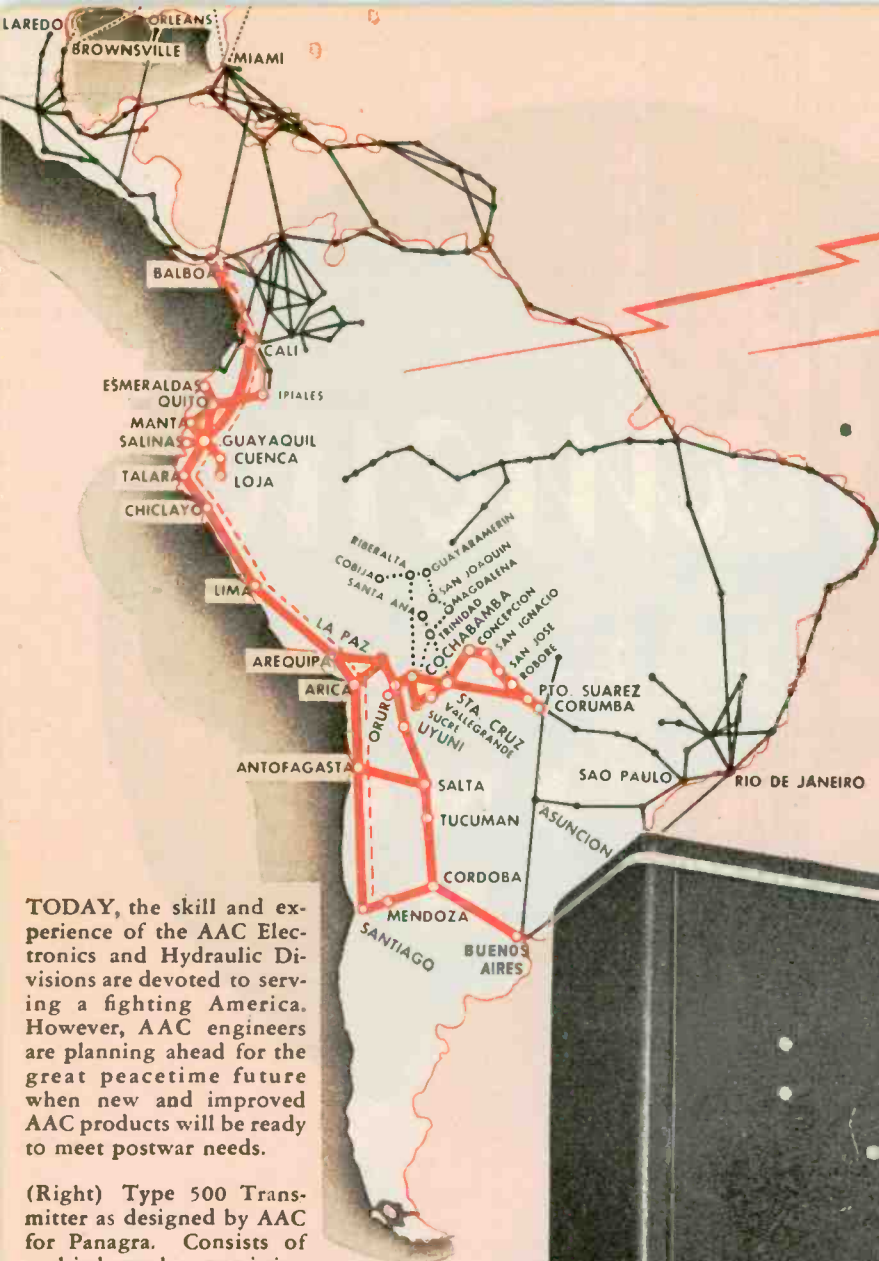 LAREDO
ORLEANS
BROWNSVILLE
MIAMI
BALBOA
CALI
ESMERALDAS
QUITO
IPIALES
MANTA
SALINAS
GUAYAQUIL
CUENCA
TALARA
LOJA
CHICLAYO
RIBERALTA
GUAYARAMERIN
COBIJA
SAN JOAQUIN
SANTA ANA
MAGDALENA
TRINIDAD
LIMA
COCHABAMBA
CONCEPCION
SAN IGNACIO
LA PAZ
SAN JOSE
ROBORE
AREQUIPA
ARICA
ORURO
STA. CRUZ
VALLEGRANDE
SUCRE
UYUNI
PTO. SUAREZ
CORUMBA
ANTOFAGASTA
SALTA
SAO PAULO
RIO DE JANEIRO
TUCUMAN
ASUNCION
CORDOBA
MENDOZA
SANTIAGO
BUENOS
AIRES
TODAY, the skill and ex-
perience of the AAC Elec-
tronics and Hydraulic Di-
visions are devoted to serv-
ing a fighting America.
However, AAC engineers
are planning ahead for the
great peacetime future
when new and improved
AAC products will be ready
to meet postwar needs.
(Right) Type 500 Trans-
mitter as designed by AAC
for Panagra. Consists of